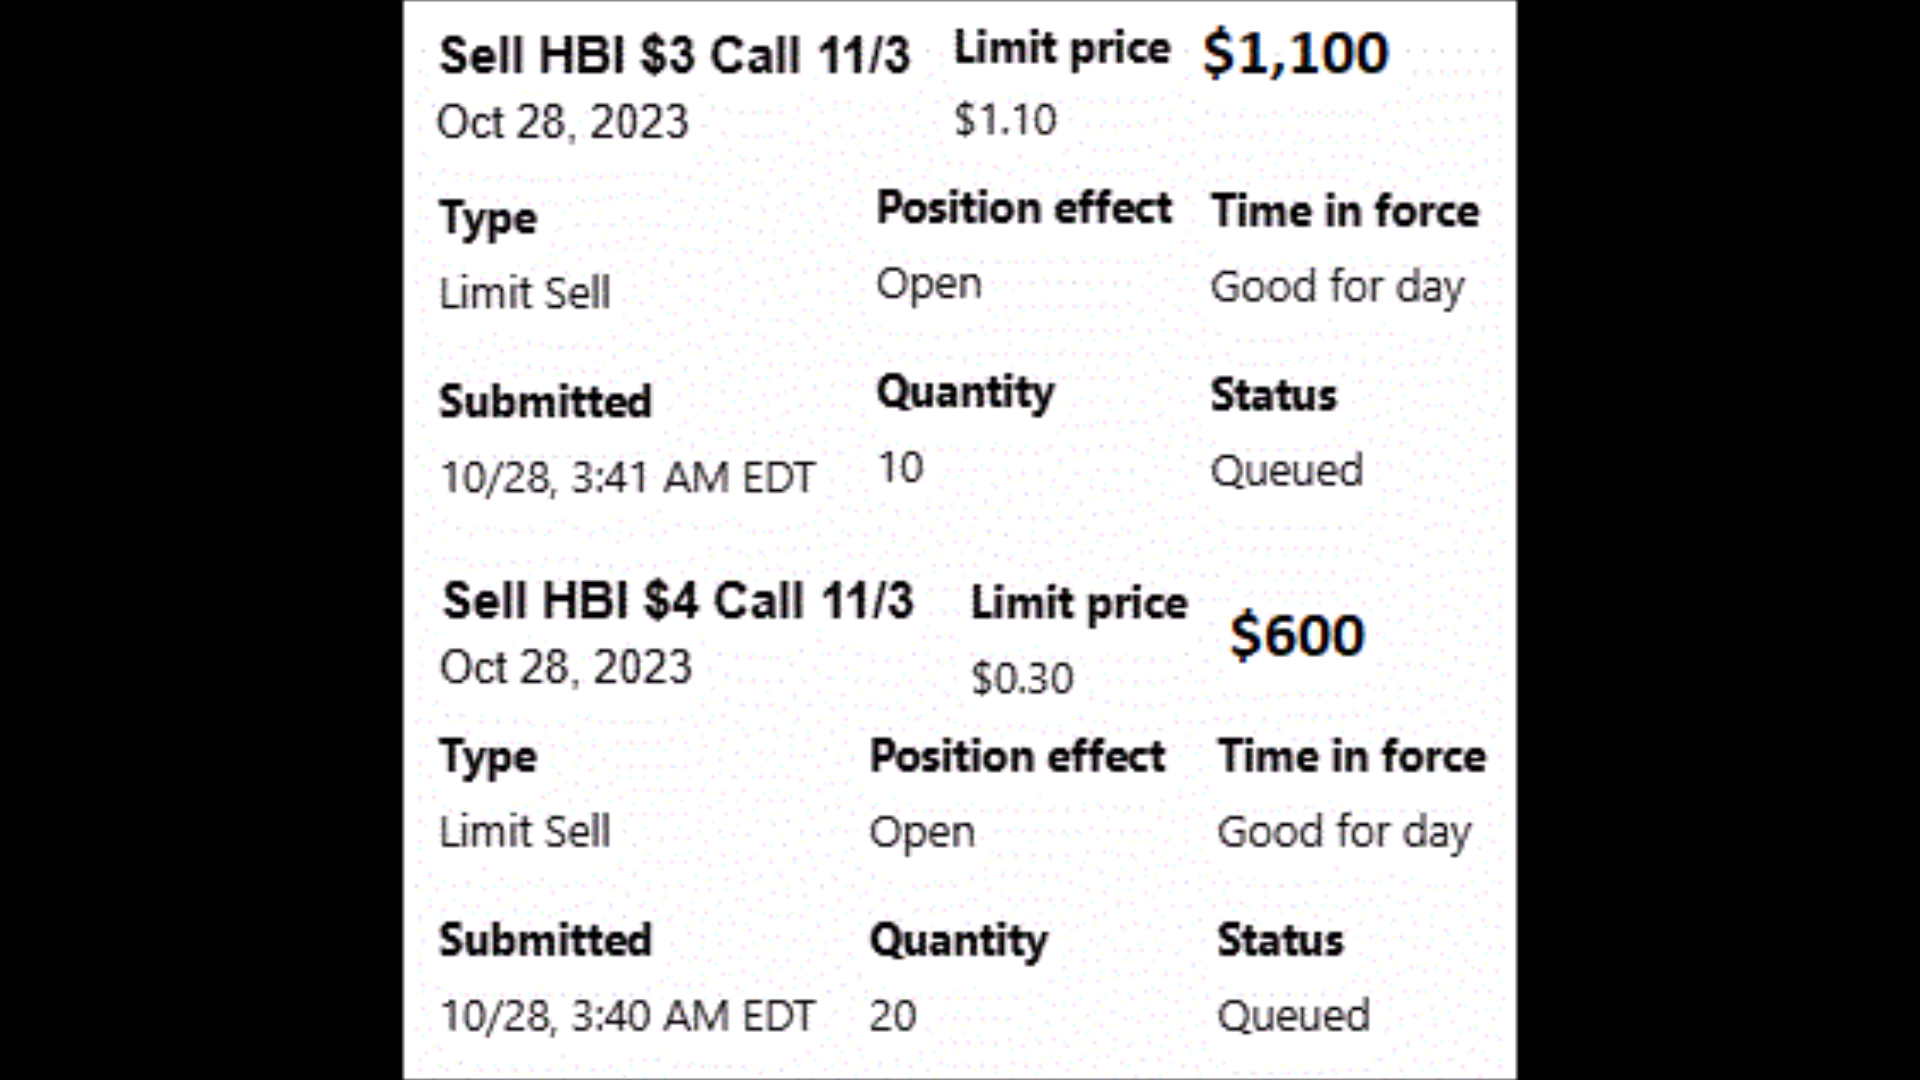 Sell HBI $3 Call 11/3 Limit price $1,100
Oct 28, 2023 $1.10
Type Position effect Time in force
Limit Sell Open Good for day
Submitted Quantity Status
10/28, 3:41 AM EDT 10 Queued
Sell HBI $4 Call 11/3 Limit price $600
Oct 28, 2023 $0.30
Type Position effect Time in force
Limit Sell Open Good for day
Submitted Quantity Status
10/28, 3:40 AM EDT 20 Queued